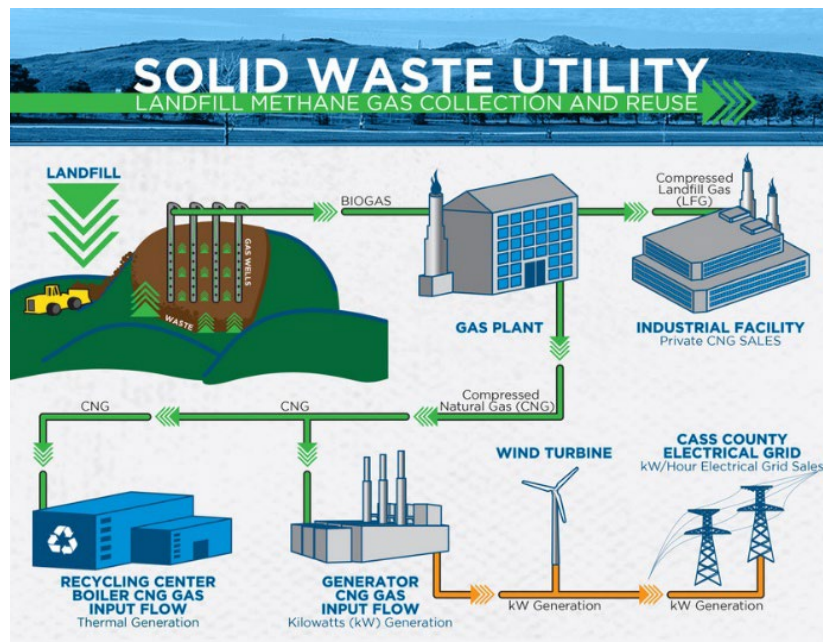 SOLID WASTE UTILITY
LANDFILL METHANE GAS COLLECTION AND REUSE
LANDFILL
BIOGAS
Compressed
Landfill Gas
(LFG)
GAS WELLS
WASTE
GAS PLANT
INDUSTRIAL FACILITY
Private CNG SALES
CNG
CNG
Compressed
Natural Gas (CNG)
WIND TURBINE
CASS COUNTY
ELECTRICAL GRID
kW/Hour Electrical Grid Sales
RECYCLING CENTER
BOILER CNG GAS
INPUT FLOW
Thermal Generation
GENERATOR
CNG GAS
INPUT FLOW
Kilowatts (kW) Generation
kW Generation
kW Generation